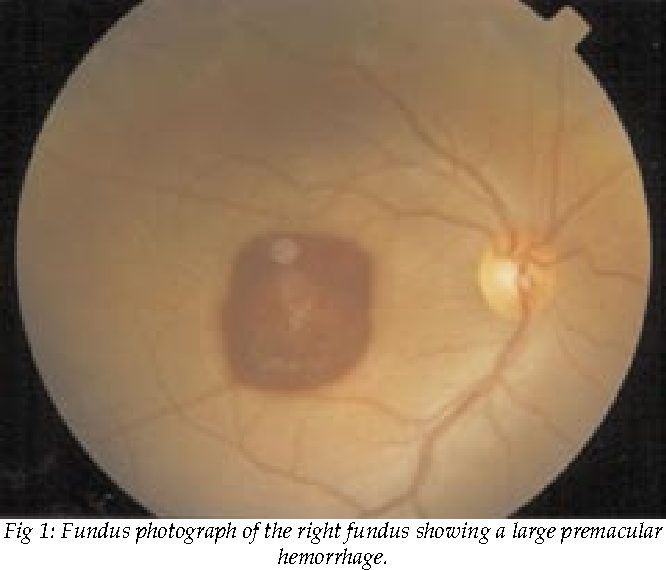 Fig 1: Fundus photograph of the right fundus showing a large premacular
hemorrhage.